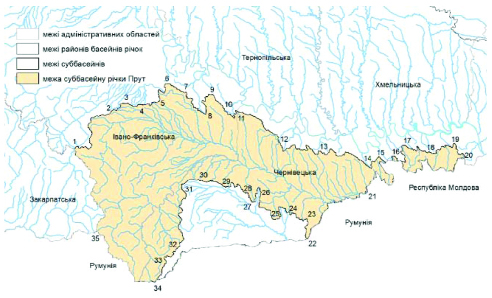 межі адміністративних областей
межі районів басейнів річок
межі суббасейнів
межа суббасейну річки Прут
Тернопільська
Хмельницька
Івано-Франківська
Чернівецька
Закарпатська
Республіка Молдова
Румунія
Румунія
1
2
3
4
5
6
7
8
9
10
11
12
13
14
15
16
17
18
19
20
21
22
23
24
25
26
27
28
29
30
31
32
33
34
35